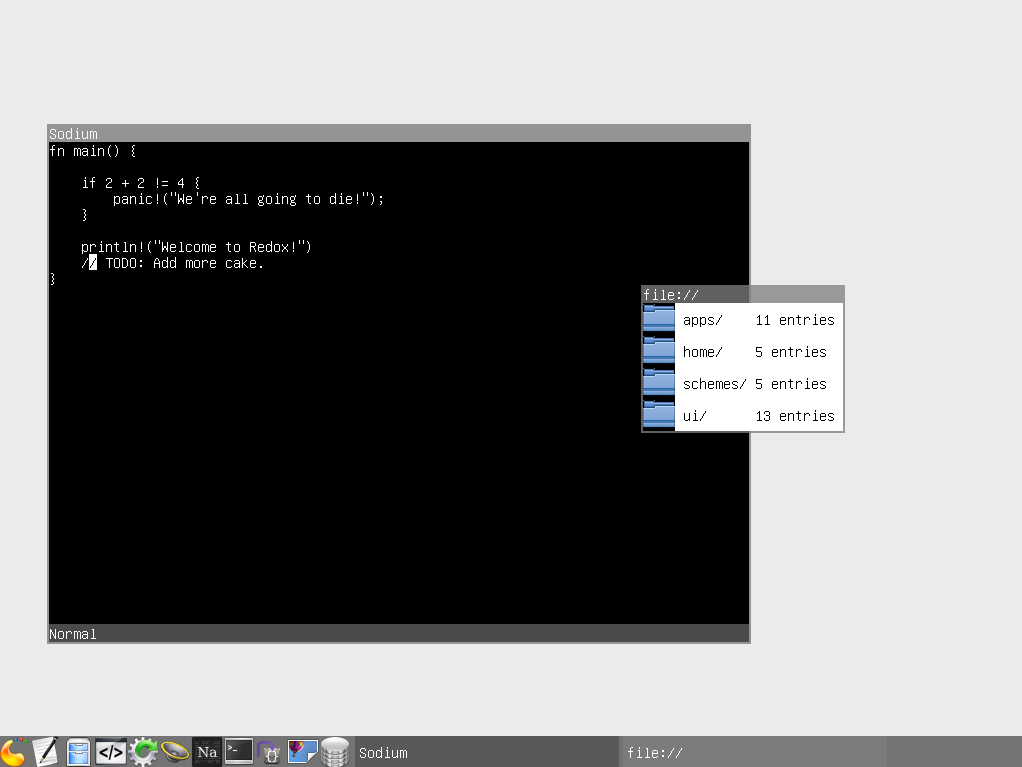 Sodium
fn main() {
    if 2 + 2 != 4 {
        panic!("We're all going to die!");
    }
    println!("Welcome to Redox!")
    // TODO: Add more cake.
}
Normal
file://
apps/ 11 entries
home/ 5 entries
schemes/ 5 entries
ui/ 13 entries
</> Na >- Sodium file://